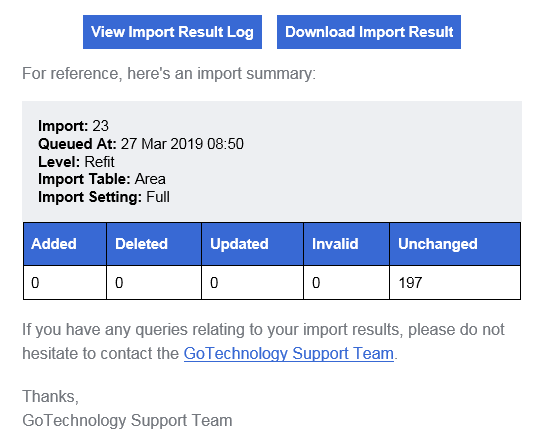 View Import Result Log Download Import Result
For reference, here's an import summary:
Import: 23
Queued At: 27 Mar 2019 08:50
Level: Refit
Import Table: Area
Import Setting: Full
Added Deleted Updated Invalid Unchanged
0 0 0 0 197
If you have any queries relating to your import results, please do not
hesitate to contact the GoTechnology Support Team.
Thanks,
GoTechnology Support Team